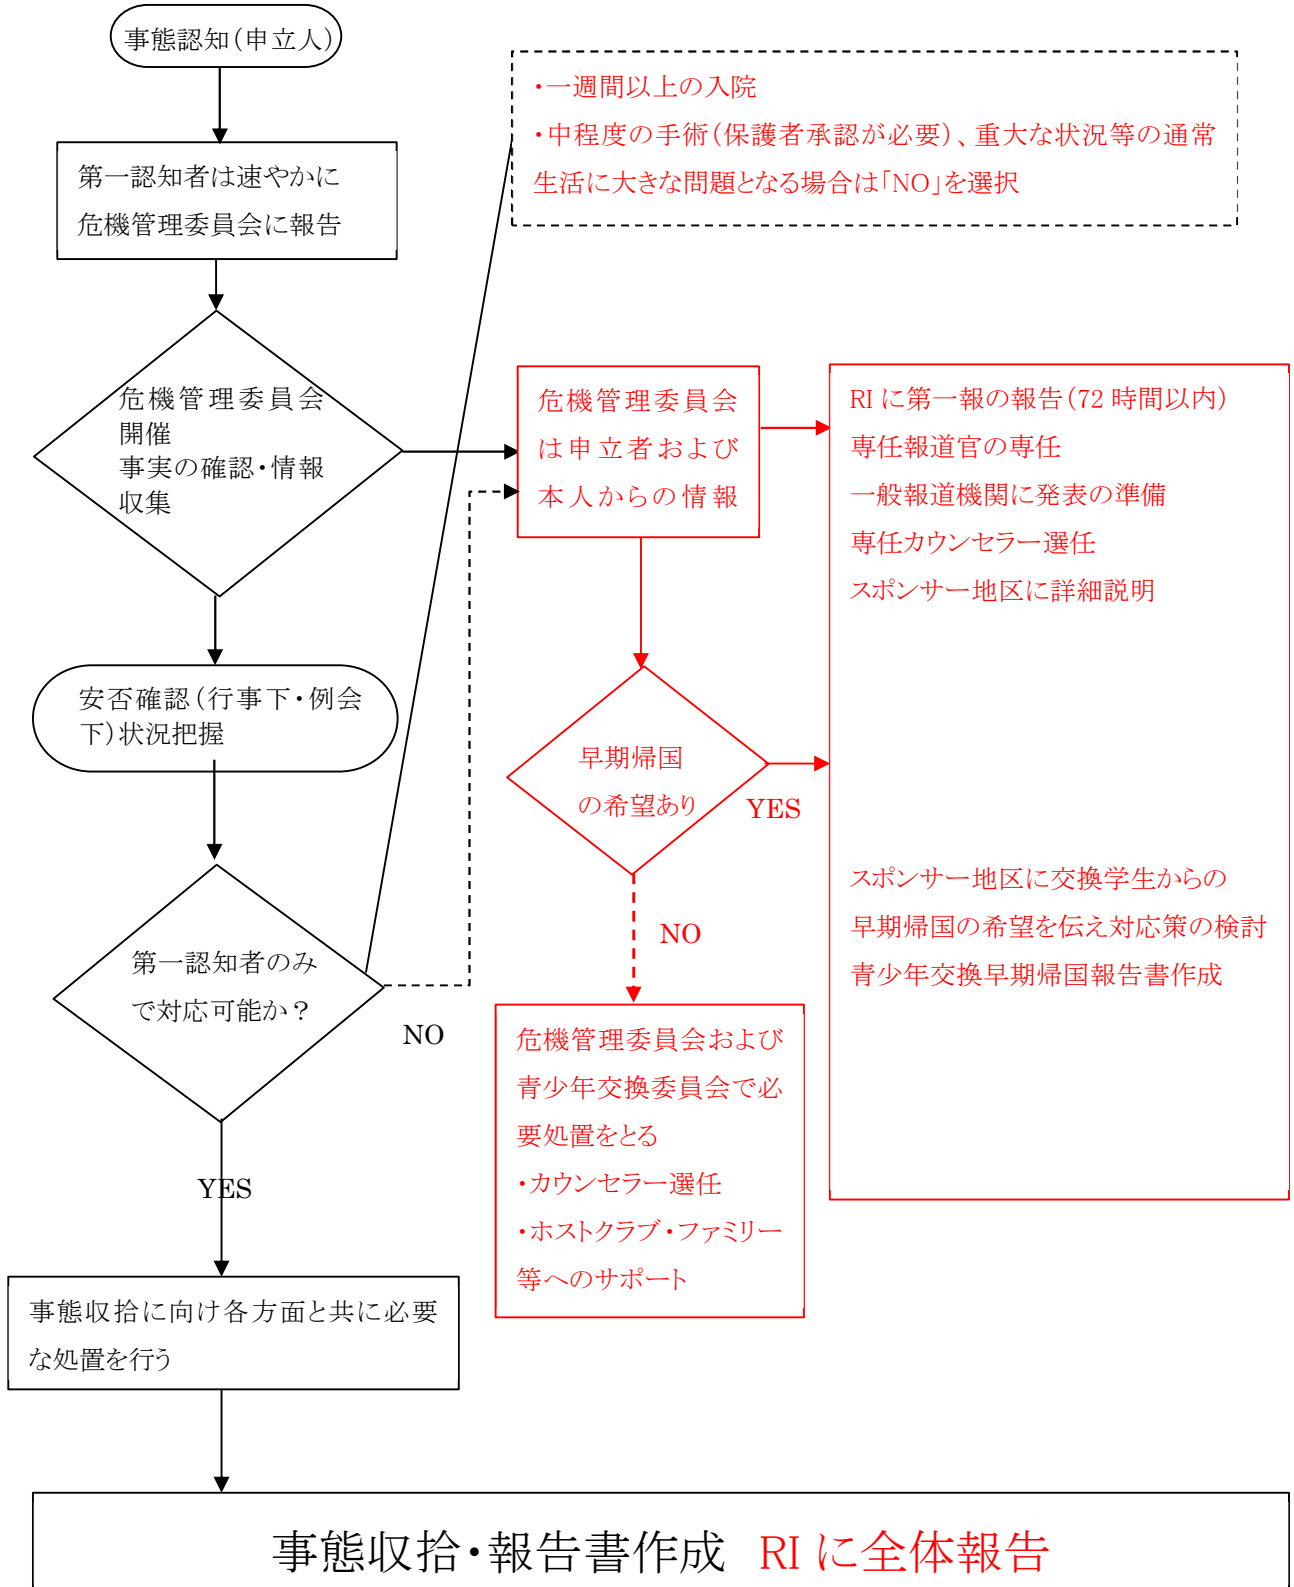 事態認知(申立人)
・一週間以上の入院
・中程度の手術(保護者承認が必要)、重大な状況等の通常
生活に大きな問題となる場合は「NO」を選択
第一認知者は速やかに
危機管理委員会に報告
危機管理委員会
開催
事実の確認・情報
収集
危機管理委員会
は申立者および
本人からの情報
RI に第一報の報告(72 時間以内)
専任報道官の専任
一般報道機関に発表の準備
専任カウンセラー選任
スポンサー地区に詳細説明
安否確認(行事下・例会
下)状況把握
早期帰国
の希望あり
YES
スポンサー地区に交換学生からの
早期帰国の希望を伝え対応策の検討
青少年交換早期帰国報告書作成
NO
第一認知者のみ
で対応可能か?
NO
危機管理委員会および
青少年交換委員会で必
要処置をとる
・カウンセラー選任
・ホストクラブ・ファミリー
等へのサポート
YES
事態収拾に向け各方面と共に必要
な処置を行う
事態収拾・報告書作成 RI に全体報告